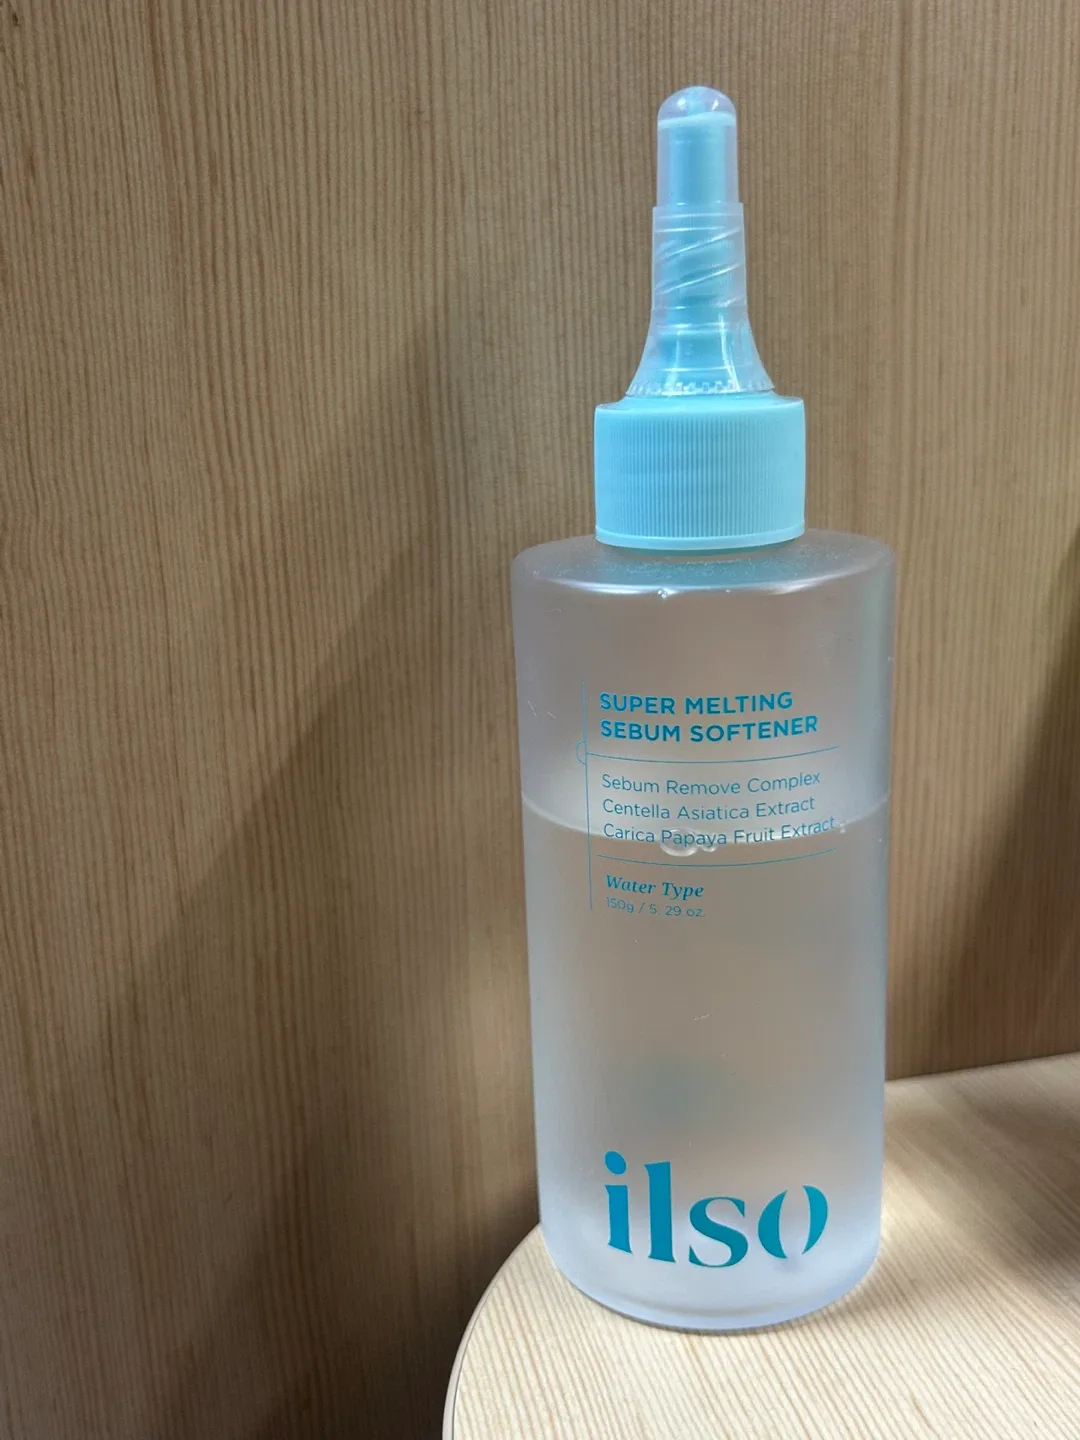 SUPER MELTING
SEBUM SOFTENER
Sebum Remove Complex
Centella Asiatica Extract
Carica Papaya Fruit Extract
Water Type
150g / 5. 29 oz.
ilso